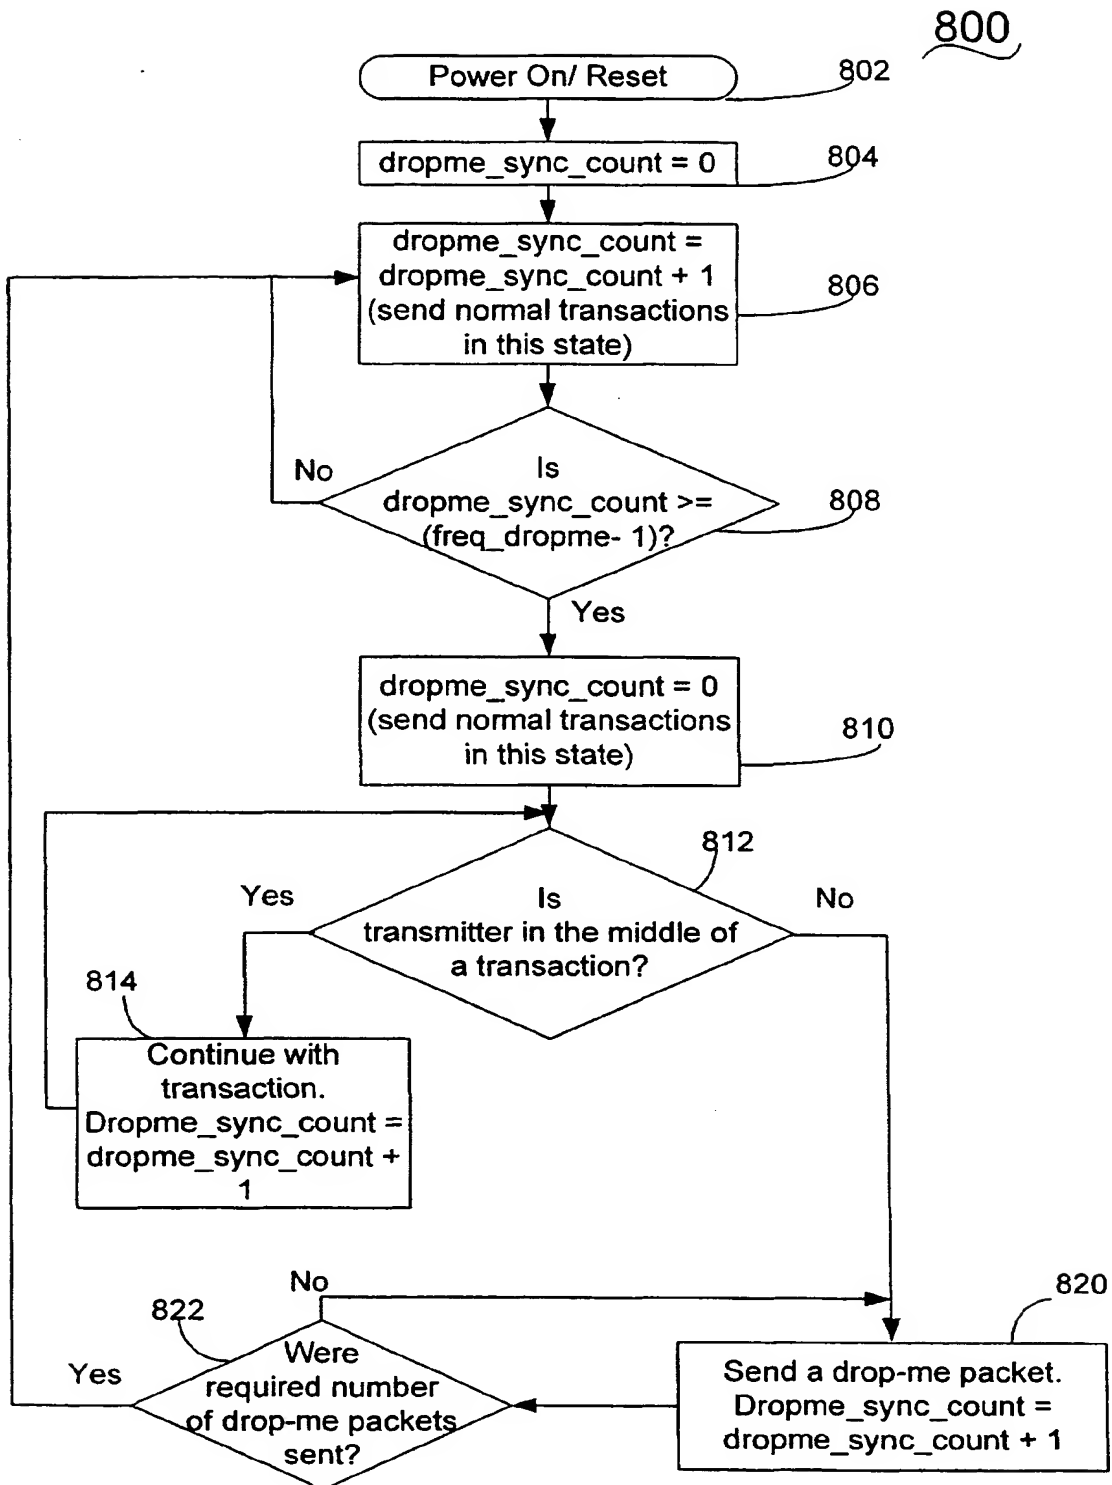 800
Power On/ Reset
802
dropme_sync_count = 0
804
dropme_sync_count =
dropme_sync_count + 1
(send normal transactions
in this state)
806
No
Is
dropme_sync_count >=
(freq_dropme- 1)?
808
Yes
dropme_sync_count = 0
(send normal transactions
in this state)
810
812
Yes
Is
transmitter in the middle of
a transaction?
No
814
Continue with
transaction.
Dropme_sync_count =
dropme_sync_count +
1
No
822
820
Yes
Were
required number
of drop-me packets
sent?
Send a drop-me packet.
Dropme_sync_count =
dropme_sync_count + 1